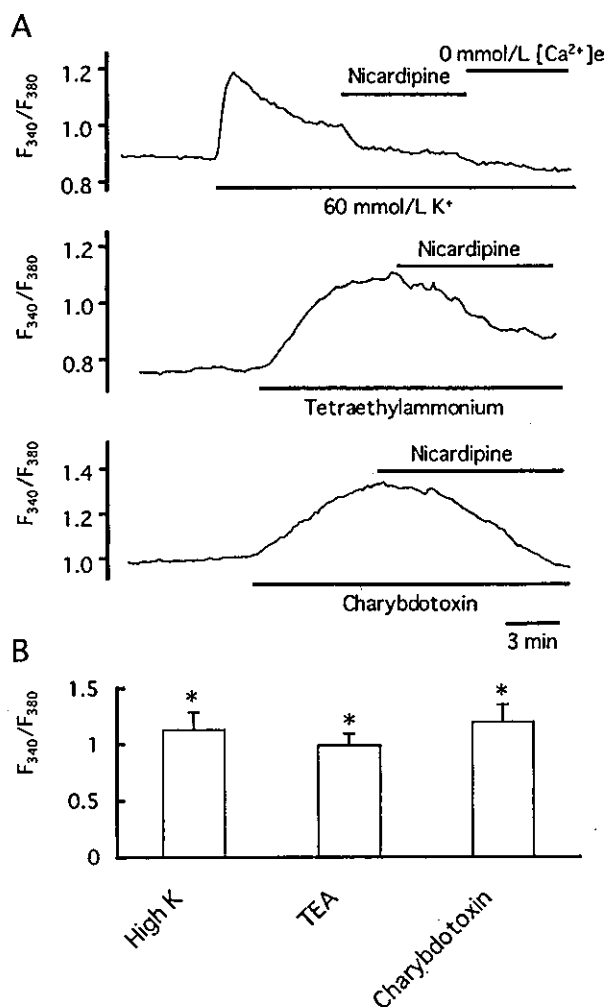 A
0 mmol/L [Ca²⁺]e
Nicardipine
F₃₄₀/F₃₈₀
1.2
1.0
0.8
60 mmol/L K⁺
Nicardipine
F₃₄₀/F₃₈₀
1.2
1.0
0.8
Tetraethylammonium
Nicardipine
F₃₄₀/F₃₈₀
1.4
1.2
1.0
Charybdotoxin
3 min
B
F₃₄₀/F₃₈₀
1.5
1
0.5
0
* * *
High K
TEA
Charybdotoxin